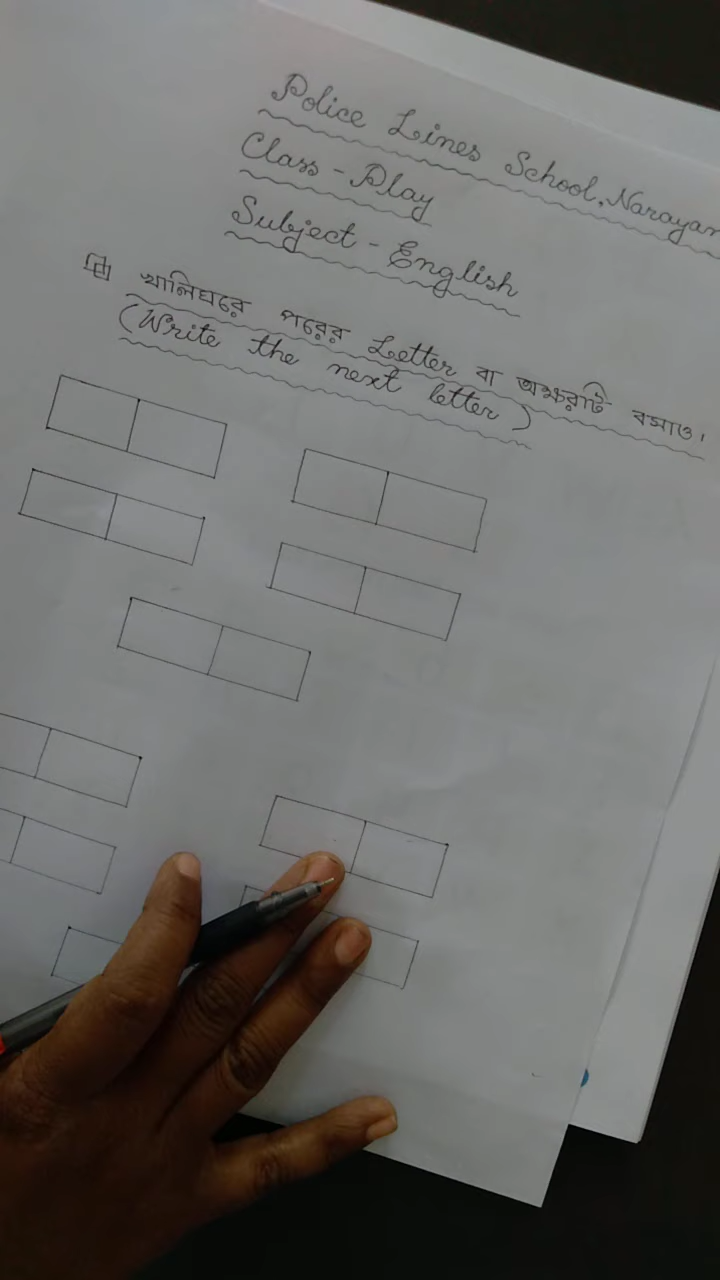 Police Lines School, Narayan
Class - Play
Subject - English
খালিঘরে পরের Letter বা অক্ষরটি বসাও।
(Write the next letter)